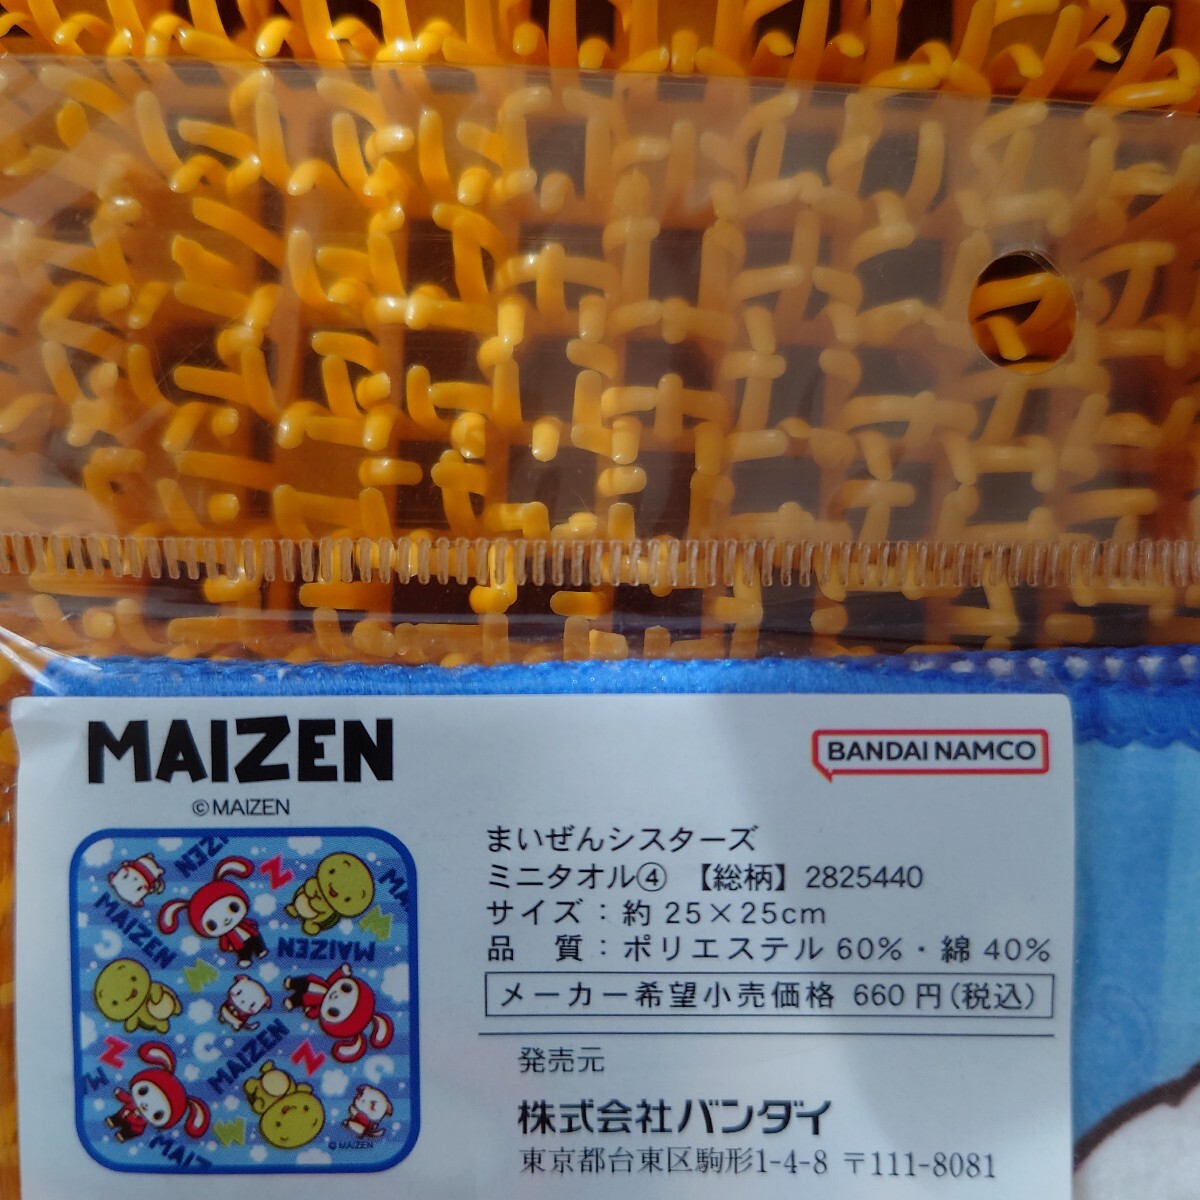 MAIZEN
©MAIZEN
BANDAI NAMCO
まいぜんシスターズ
ミニタオル④ 【総柄】 2825440
サイズ：約 25×25cm
品　質：ポリエステル 60%・綿 40%
メーカー希望小売価格 660 円(税込)
発売元
株式会社バンダイ
東京都台東区駒形1-4-8 〒111-8081
MAIZEN
MAIZEN
MAIZEN
©MAIZEN